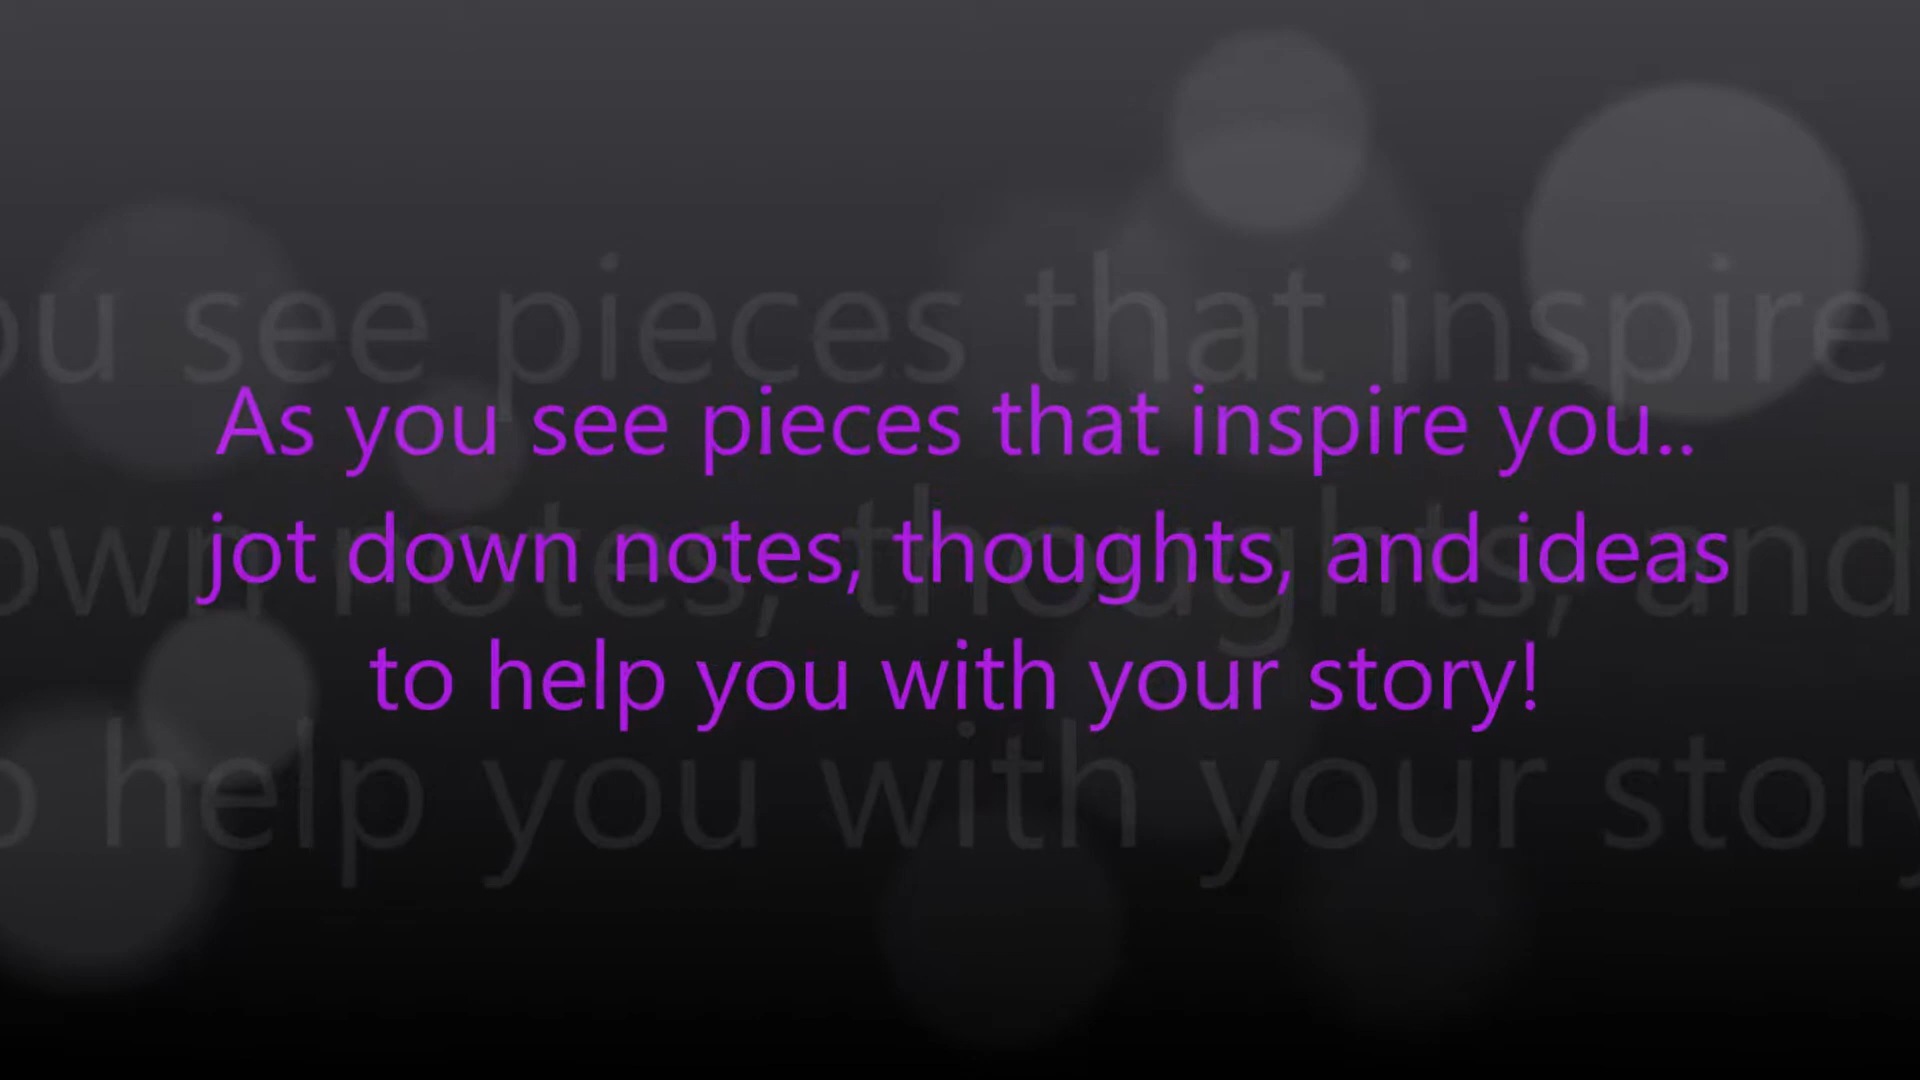 As you see pieces that inspire you..
jot down notes, thoughts, and ideas
to help you with your story!